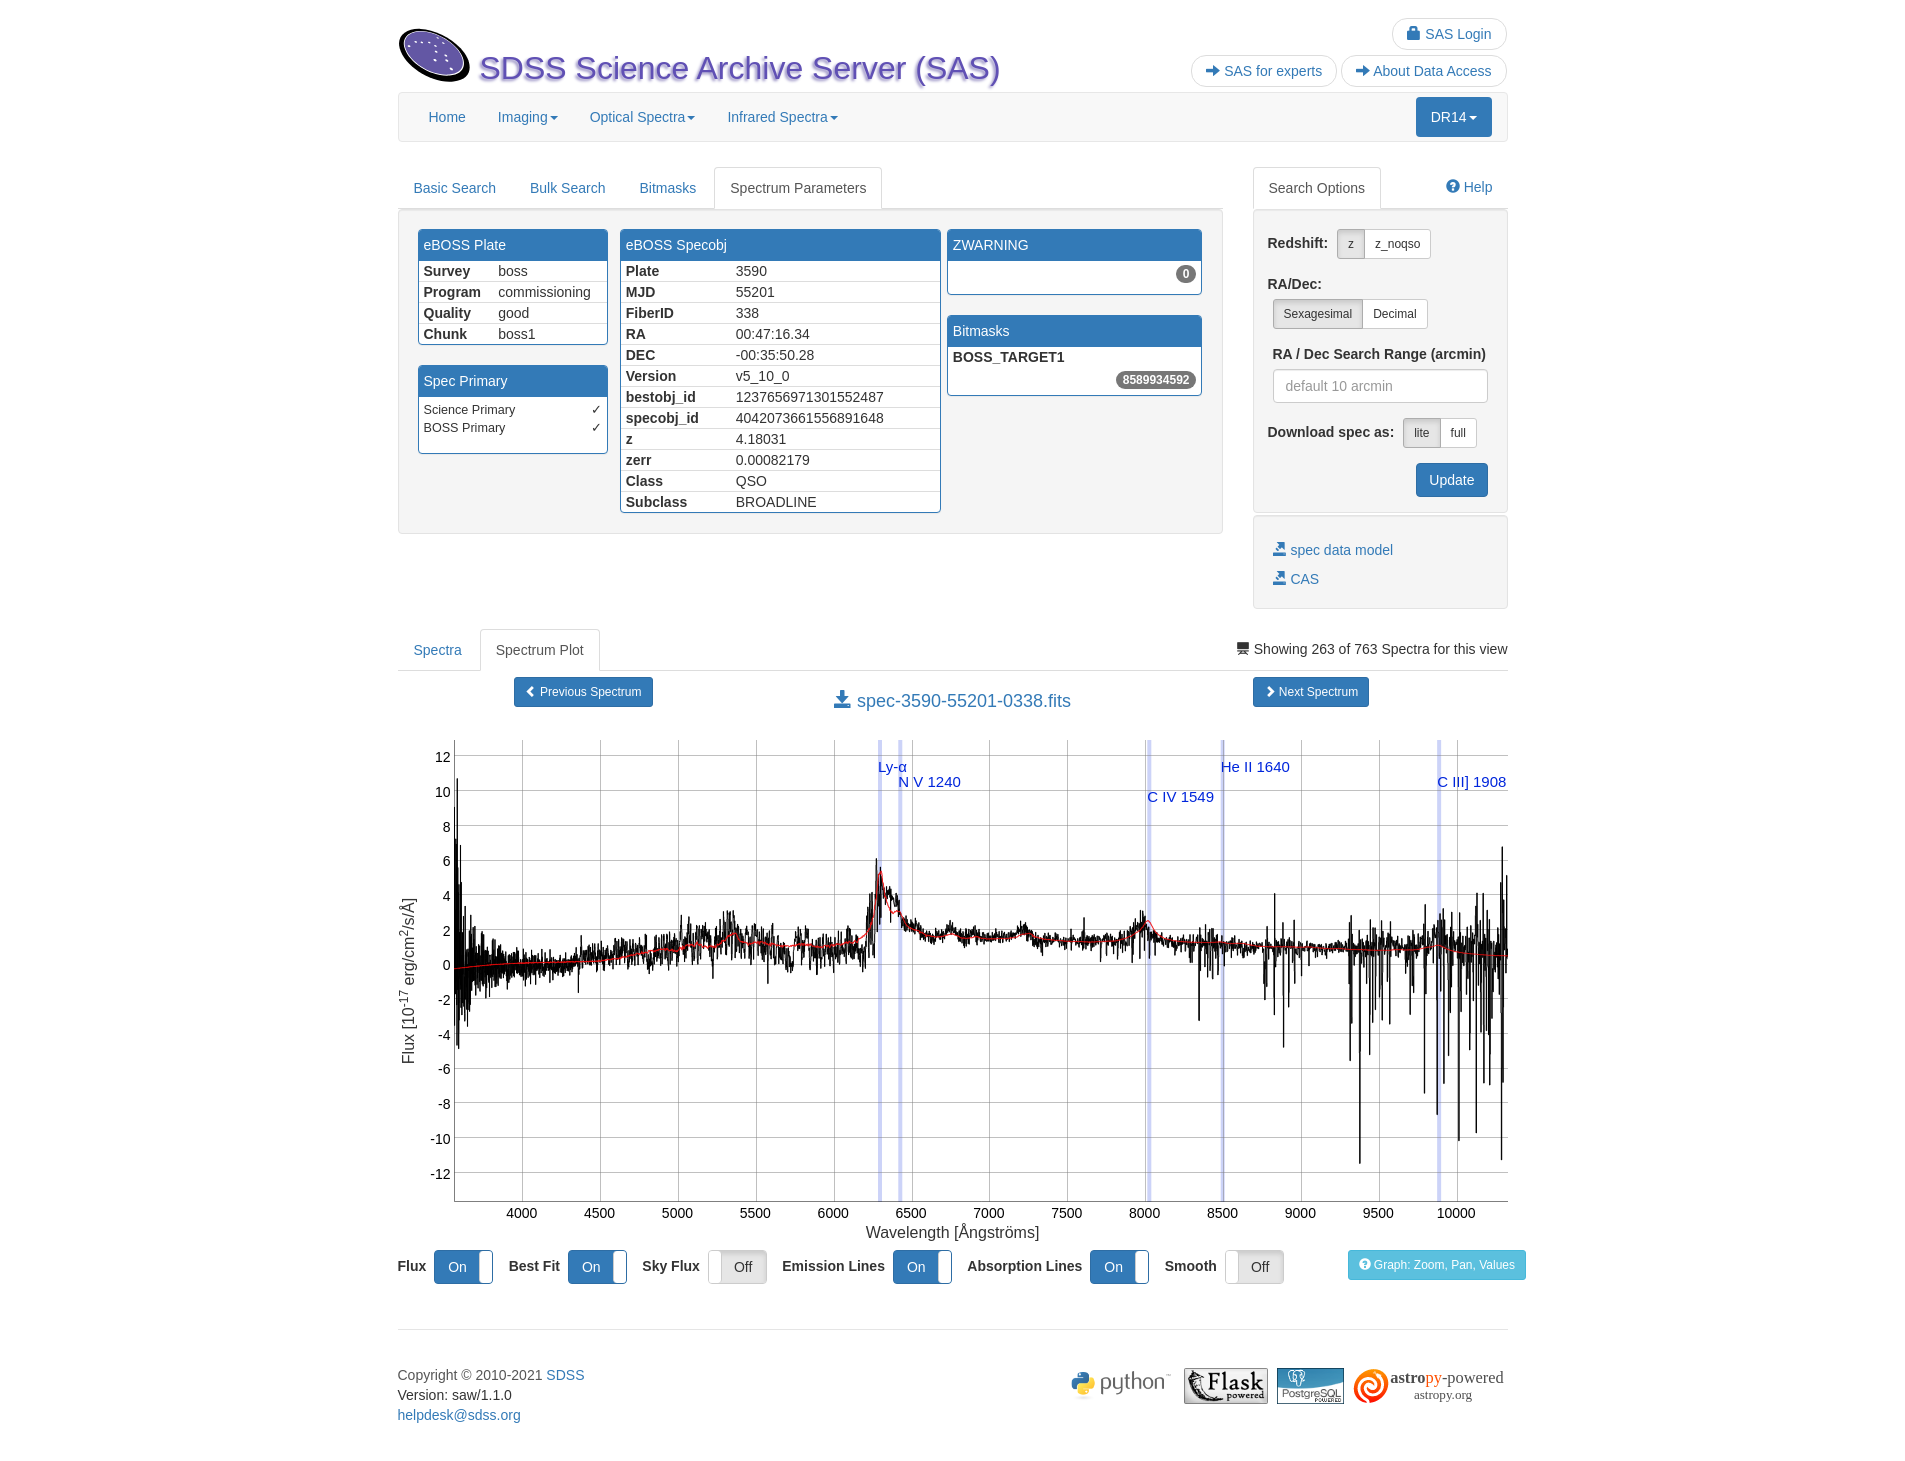 SAS Login
SDSS Science Archive Server (SAS)
SAS for experts
About Data Access
Home
Imaging
Optical Spectra
Infrared Spectra
DR14
Basic Search
Bulk Search
Bitmasks
Spectrum Parameters
Search Options
Help
eBOSS Plate
Survey boss
Program commissioning
Quality good
Chunk boss1
Spec Primary
Science Primary ✓
BOSS Primary ✓
eBOSS Specobj
Plate 3590
MJD 55201
FiberID 338
RA 00:47:16.34
DEC -00:35:50.28
Version v5_10_0
bestobj_id 1237656971301552487
specobj_id 4042073661556891648
z 4.18031
zerr 0.00082179
Class QSO
Subclass BROADLINE
ZWARNING
0
Bitmasks
BOSS_TARGET1
8589934592
Redshift: z z_noqso
RA/Dec:
Sexagesimal Decimal
RA / Dec Search Range (arcmin)
default 10 arcmin
Download spec as: lite full
Update
spec data model
CAS
Spectra
Spectrum Plot
Showing 263 of 763 Spectra for this view
Previous Spectrum
spec-3590-55201-0338.fits
Next Spectrum
Flux [10-17 erg/cm2/s/Å]
12
10
8
6
4
2
0
-2
-4
-6
-8
-10
-12
Ly-α
N V 1240
C IV 1549
He II 1640
C III] 1908
4000 4500 5000 5500 6000 6500 7000 7500 8000 8500 9000 9500 10000
Wavelength [Ångströms]
Flux On Best Fit On Sky Flux Off Emission Lines On Absorption Lines On Smooth Off
Graph: Zoom, Pan, Values
Copyright © 2010-2021 SDSS
Version: saw/1.1.0
helpdesk@sdss.org
python
Flask
powered
PostgreSQL
POWERED
astropy-powered
astropy.org